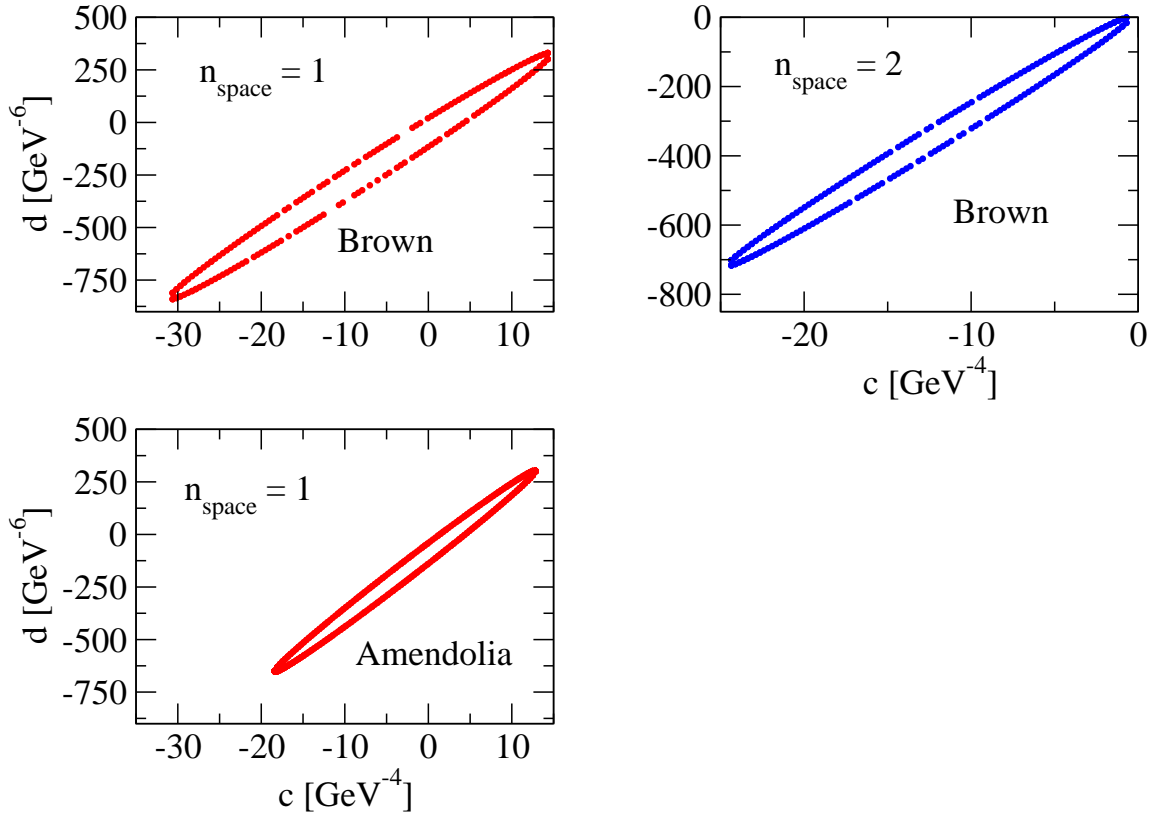 500
250
0
-250
-500
-750
d [GeV^-6]
n_space = 1
Brown
-30 -20 -10 0 10
0
-200
-400
-600
-800
n_space = 2
Brown
-20 -10 0
c [GeV^-4]
500
250
0
-250
-500
-750
d [GeV^-6]
n_space = 1
Amendolia
-30 -20 -10 0 10
c [GeV^-4]